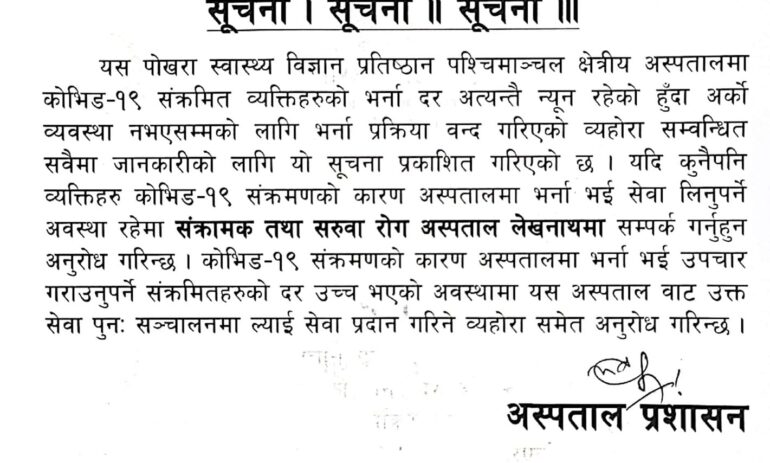 सूचना । सूचना ॥ सूचना ॥।
यस पोखरा स्वास्थ्य विज्ञान प्रतिष्ठान पश्चिमाञ्चल क्षेत्रीय अस्पतालमा
कोभिड-१९ संक्रमित व्यक्तिहरुको भर्ना दर अत्यन्तै न्यून रहेको हुँदा अर्को
व्यवस्था नभएसम्मको लागि भर्ना प्रक्रिया वन्द गरिएको व्यहोरा सम्वन्धित
सवैमा जानकारीको लागि यो सूचना प्रकाशित गरिएको छ । यदि कुनैपनि
व्यक्तिहरु कोभिड-१९ संक्रमणको कारण अस्पतालमा भर्ना भई सेवा लिनुपर्ने
अवस्था रहेमा संक्रामक तथा सरुवा रोग अस्पताल लेखनाथमा सम्पर्क गर्नुहुन
अनुरोध गरिन्छ । कोभिड-१९ संक्रमणको कारण अस्पतालमा भर्ना भई उपचार
गराउनुपर्ने संक्रमितहरुको दर उच्च भएको अवस्थामा यस अस्पताल वाट उक्त
सेवा पुनः सञ्चालनमा ल्याई सेवा प्रदान गरिने व्यहोरा समेत अनुरोध गरिन्छ ।
अस्पताल प्रशासन